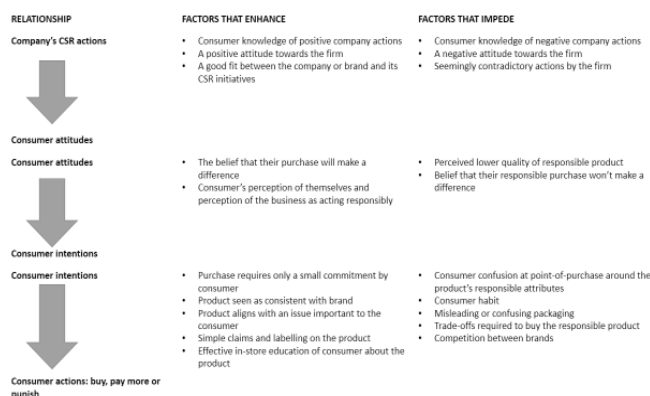 RELATIONSHIP
FACTORS THAT ENHANCE
FACTORS THAT IMPEDE
Company's CSR actions
• Consumer knowledge of positive company actions
• A positive attitude towards the firm
• A good fit between the company or brand and its
CSR initiatives
• Consumer knowledge of negative company actions
• A negative attitude towards the firm
• Seemingly contradictory actions by the firm
Consumer attitudes
Consumer attitudes
• The belief that their purchase will make a
difference
• Consumer's perception of themselves and
perception of the business as acting responsibly
• Perceived lower quality of responsible product
• Belief that their responsible purchase won't make a
difference
Consumer intentions
Consumer intentions
• Purchase requires only a small commitment by
consumer
• Product seen as consistent with brand
• Product aligns with an issue important to the
consumer
• Simple claims and labelling on the product
• Effective in-store education of consumer about the
product
• Consumer confusion at point-of-purchase around the
product's responsible attributes
• Consumer habit
• Misleading or confusing packaging
• Trade-offs required to buy the responsible product
• Competition between brands
Consumer actions: buy, pay more or
punish